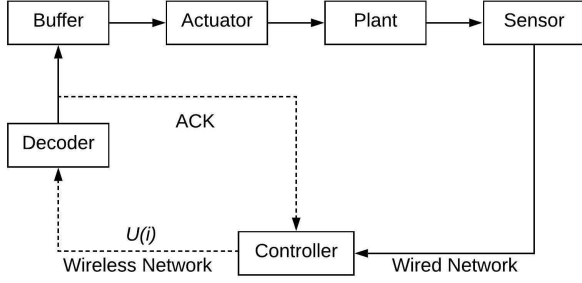 Buffer
Actuator
Plant
Sensor
ACK
Decoder
U(i)
Controller
Wireless Network
Wired Network